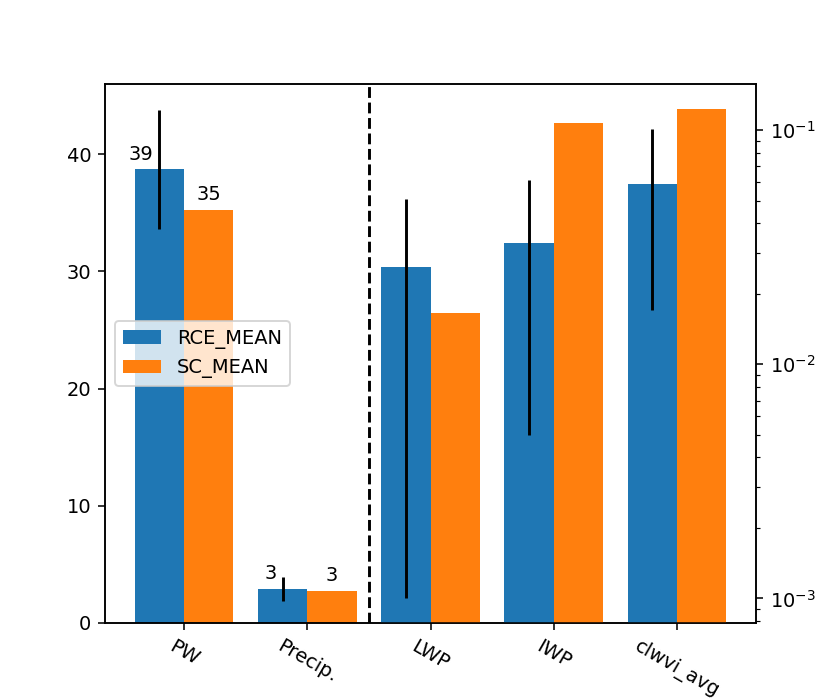 40
30
20
10
0
39
35
3
3
RCE_MEAN
SC_MEAN
10⁻¹
10⁻²
10⁻³
PW
Precip.
LWP
IWP
clwvi_avg